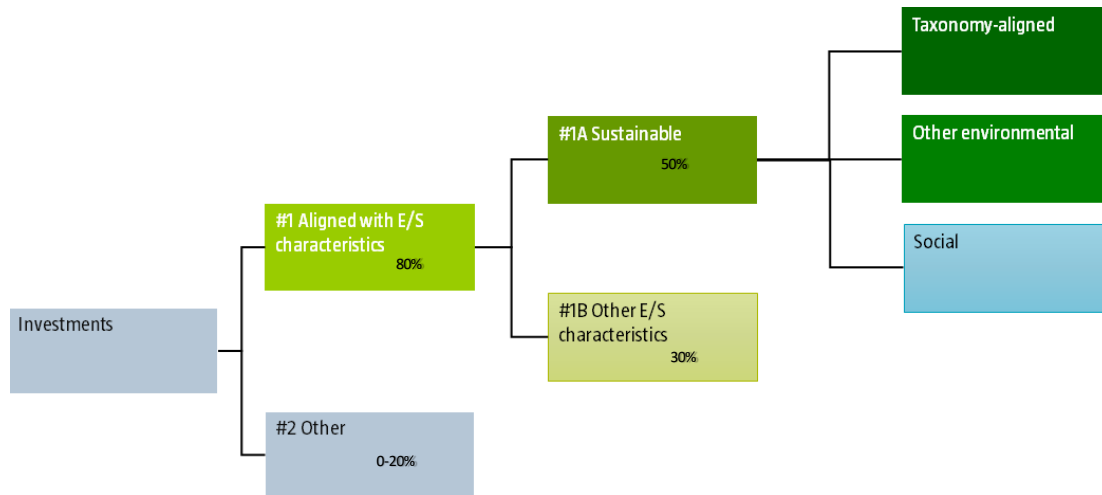 Investments
#1 Aligned with E/S
characteristics
80%
#2 Other
0-20%
#1A Sustainable
50%
#1B Other E/S
characteristics
30%
Taxonomy-aligned
Other environmental
Social